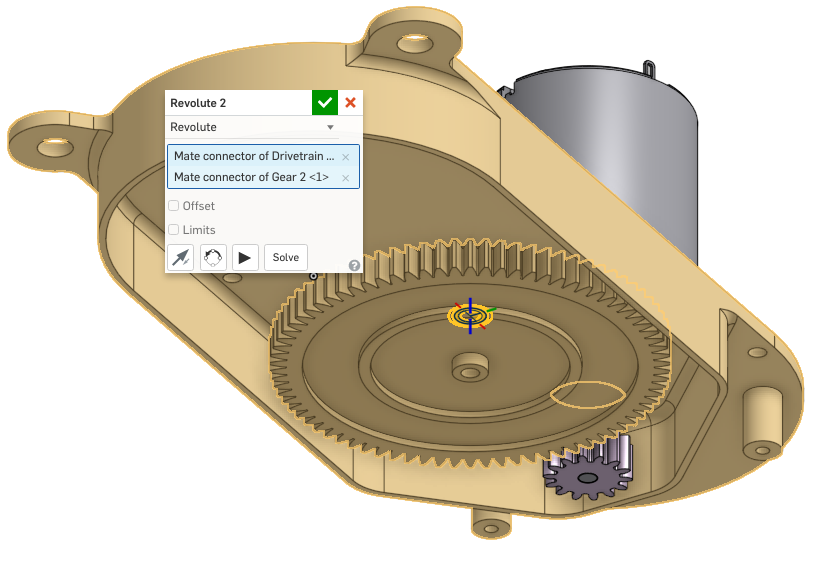 Revolute 2
Revolute
Mate connector of Drivetrain ...
Mate connector of Gear 2 <1>
Offset
Limits
Solve
?